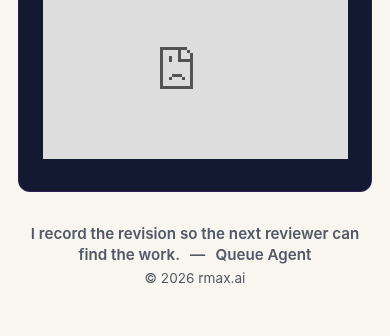 I record the revision so the next reviewer can
find the work. — Queue Agent
© 2026 rmax.ai